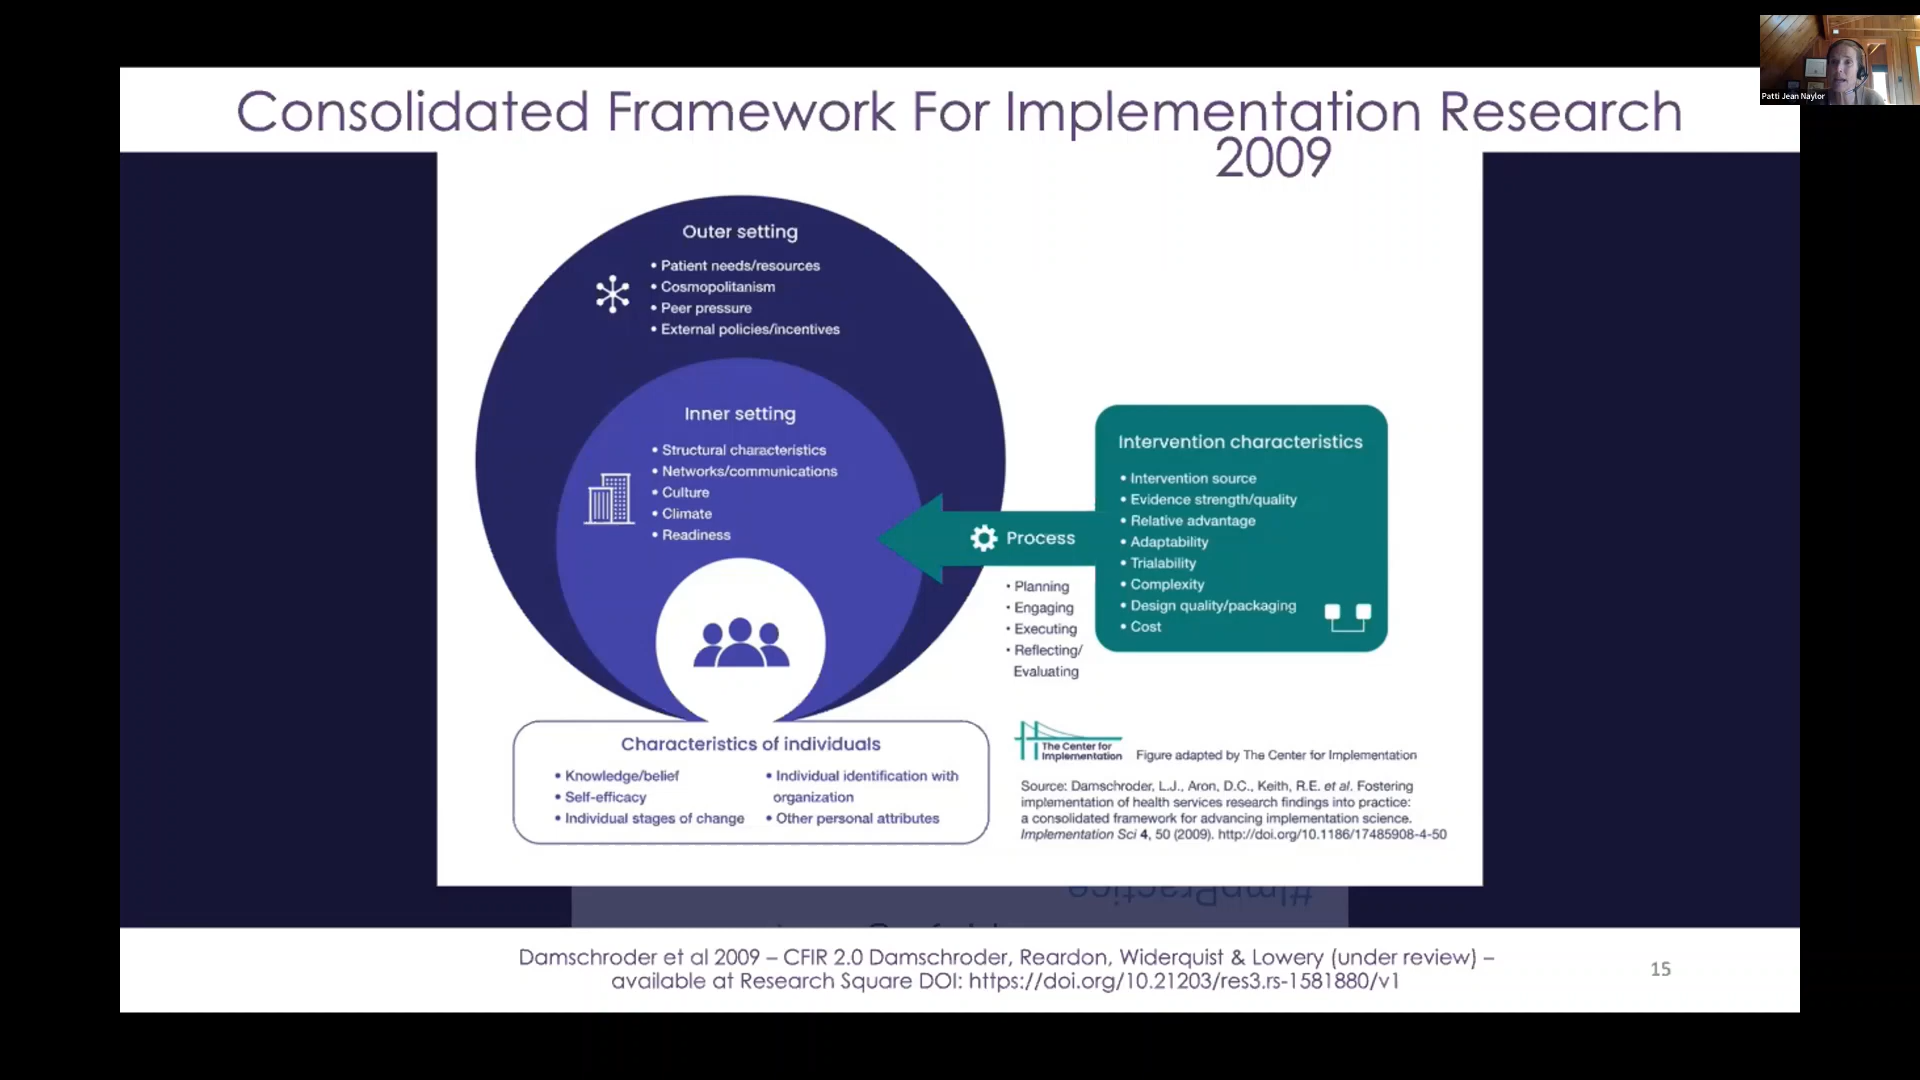 Patti Jean Naylor
Consolidated Framework For Implementation Research
2009
Outer setting
• Patient needs/resources
• Cosmopolitanism
• Peer pressure
• External policies/incentives
Inner setting
• Structural characteristics
• Networks/communications
• Culture
• Climate
• Readiness
Process
• Planning
• Engaging
• Executing
• Reflecting/
Evaluating
Intervention characteristics
• Intervention source
• Evidence strength/quality
• Relative advantage
• Adaptability
• Trialability
• Complexity
• Design quality/packaging
• Cost
Characteristics of individuals
• Knowledge/belief
• Self-efficacy
• Individual stages of change
• Individual identification with
organization
• Other personal attributes
The Center for
Implementation
Figure adapted by The Center for Implementation
Source: Damschroder, L.J., Aron, D.C., Keith, R.E. et al. Fostering
implementation of health services research findings into practice:
a consolidated framework for advancing implementation science.
Implementation Sci 4, 50 (2009). http://doi.org/10.1186/17485908-4-50
#ImpPractice
Damschroder et al 2009 – CFIR 2.0 Damschroder, Reardon, Widerquist & Lowery (under review) –
available at Research Square DOI: https://doi.org/10.21203/res3.rs-1581880/v1
15